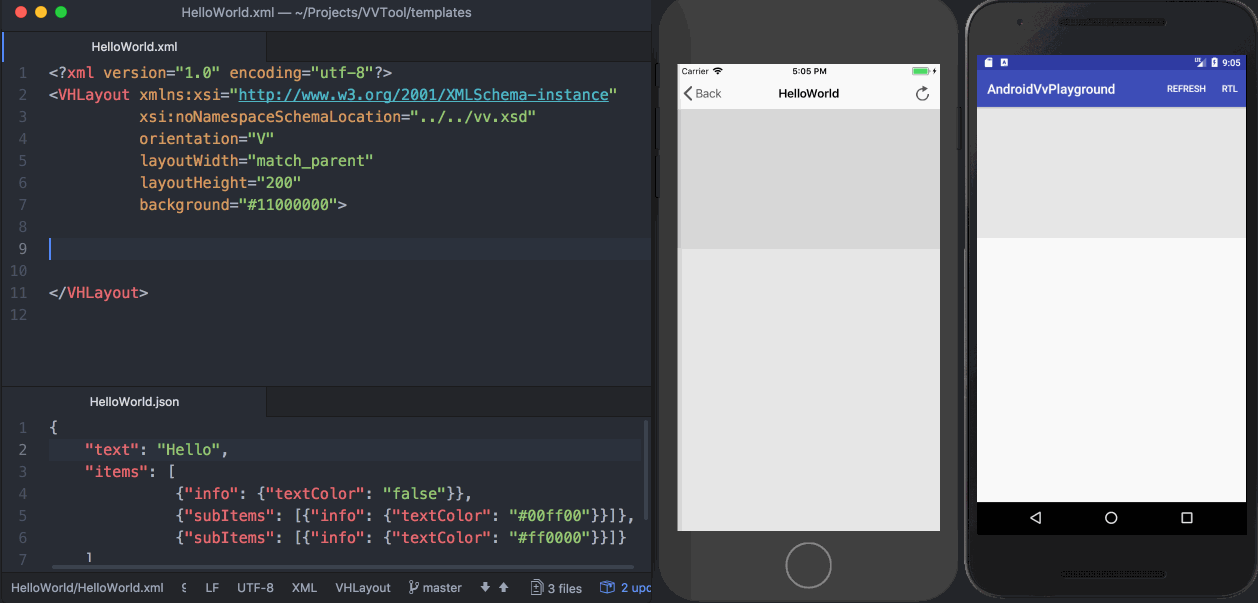 HelloWorld.xml — ~/Projects/VVTool/templates
HelloWorld.xml
1 <?xml version="1.0" encoding="utf-8"?>
2 <VHLayout xmlns:xsi="http://www.w3.org/2001/XMLSchema-instance"
3 xsi:noNamespaceSchemaLocation="../../vv.xsd"
4 orientation="V"
5 layoutWidth="match_parent"
6 layoutHeight="200"
7 background="#11000000">
8
9
10
11 </VHLayout>
12
HelloWorld.json
1 {
2 "text": "Hello",
3 "items": [
4 {"info": {"textColor": "false"}},
5 {"subItems": [{"info": {"textColor": "#00ff00"}}]},
6 {"subItems": [{"info": {"textColor": "#ff0000"}}]}
7 ]
HelloWorld/HelloWorld.xml 9 LF UTF-8 XML VHLayout master 3 files 2 upd
Carrier 5:05 PM
Back HelloWorld
9:05
AndroidVvPlayground REFRESH RTL